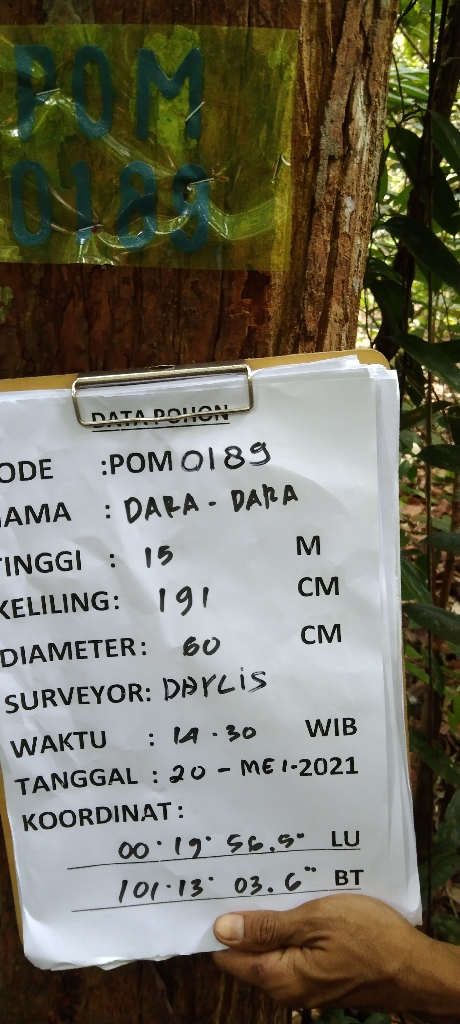 POM
0189
DATA POHON
ODE :POM 0189
AMA : DARA - DARA
TINGGI : 15 M
KELILING: 191 CM
DIAMETER: 60 CM
SURVEYOR: DAYLIS
WAKTU : 14.30 WIB
TANGGAL : 20 - MEI-2021
KOORDINAT:
00° 19' 56.5" LU
101° 13' 03.6" BT